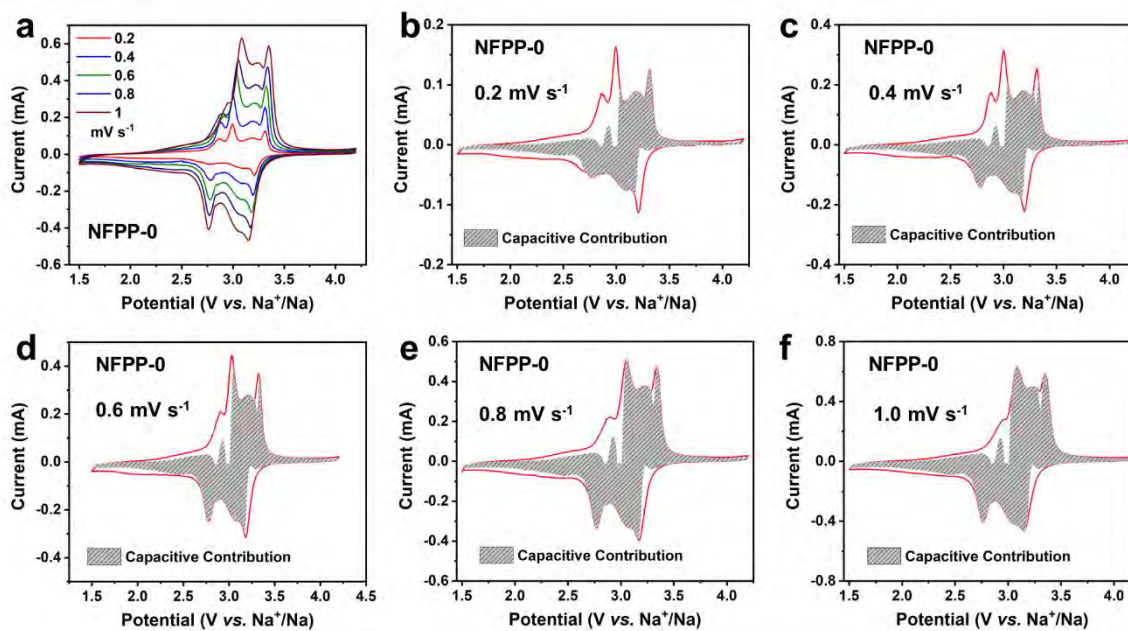 a
0.6
0.4
0.2
0.0
-0.2
-0.4
-0.6
Current (mA)
0.2
0.4
0.6
0.8
1
mV s⁻¹
NFPP-0
1.5 2.0 2.5 3.0 3.5 4.0
Potential (V vs. Na⁺/Na)
b
0.2
0.1
0.0
-0.1
-0.2
Current (mA)
NFPP-0
0.2 mV s⁻¹
Capacitive Contribution
1.5 2.0 2.5 3.0 3.5 4.0
Potential (V vs. Na⁺/Na)
c
0.4
0.2
0.0
-0.2
-0.4
Current (mA)
NFPP-0
0.4 mV s⁻¹
Capacitive Contribution
1.5 2.0 2.5 3.0 3.5 4.0
Potential (V vs. Na⁺/Na)
d
0.4
0.2
0.0
-0.2
-0.4
Current (mA)
NFPP-0
0.6 mV s⁻¹
Capacitive Contribution
1.5 2.0 2.5 3.0 3.5 4.0 4.5
Potential (V vs. Na⁺/Na)
e
0.6
0.4
0.2
0.0
-0.2
-0.4
-0.6
Current (mA)
NFPP-0
0.8 mV s⁻¹
Capacitive Contribution
1.5 2.0 2.5 3.0 3.5 4.0
Potential (V vs. Na⁺/Na)
f
0.8
0.4
0.0
-0.4
-0.8
Current (mA)
NFPP-0
1.0 mV s⁻¹
Capacitive Contribution
1.5 2.0 2.5 3.0 3.5 4.0
Potential (V vs. Na⁺/Na)